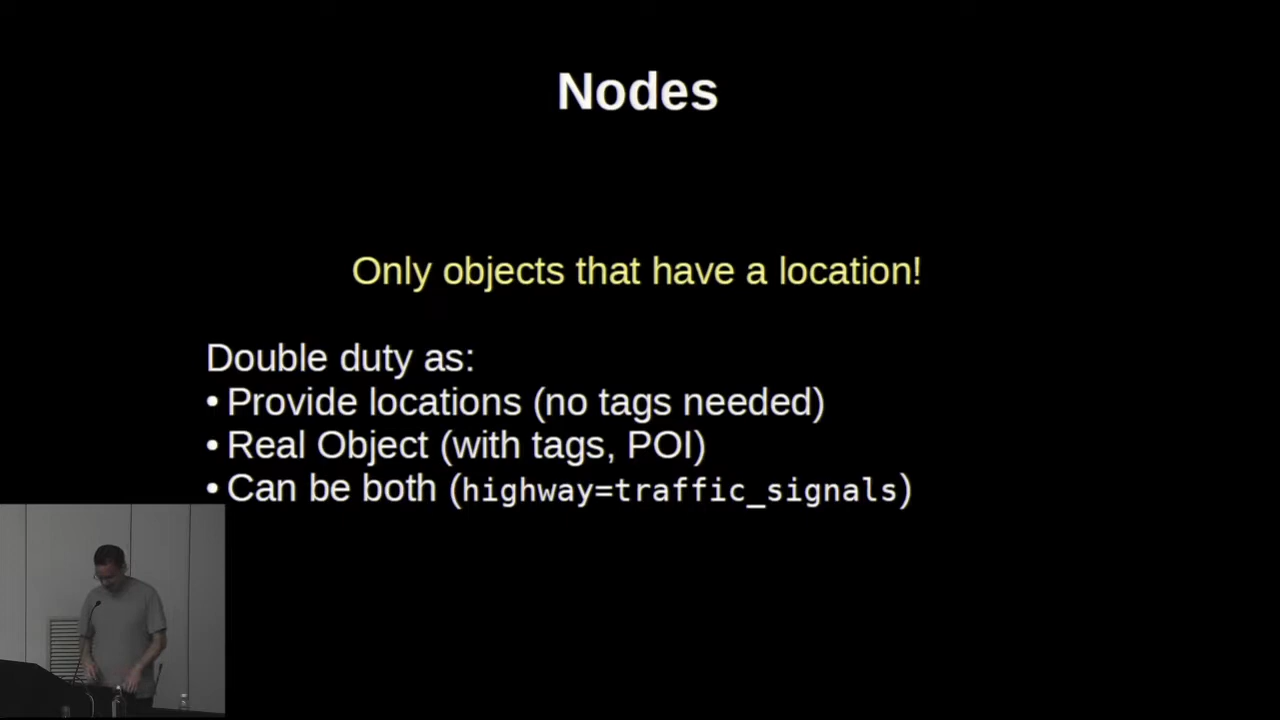 Nodes
Only objects that have a location!
Double duty as:
• Provide locations (no tags needed)
• Real Object (with tags, POI)
• Can be both (highway=traffic_signals)